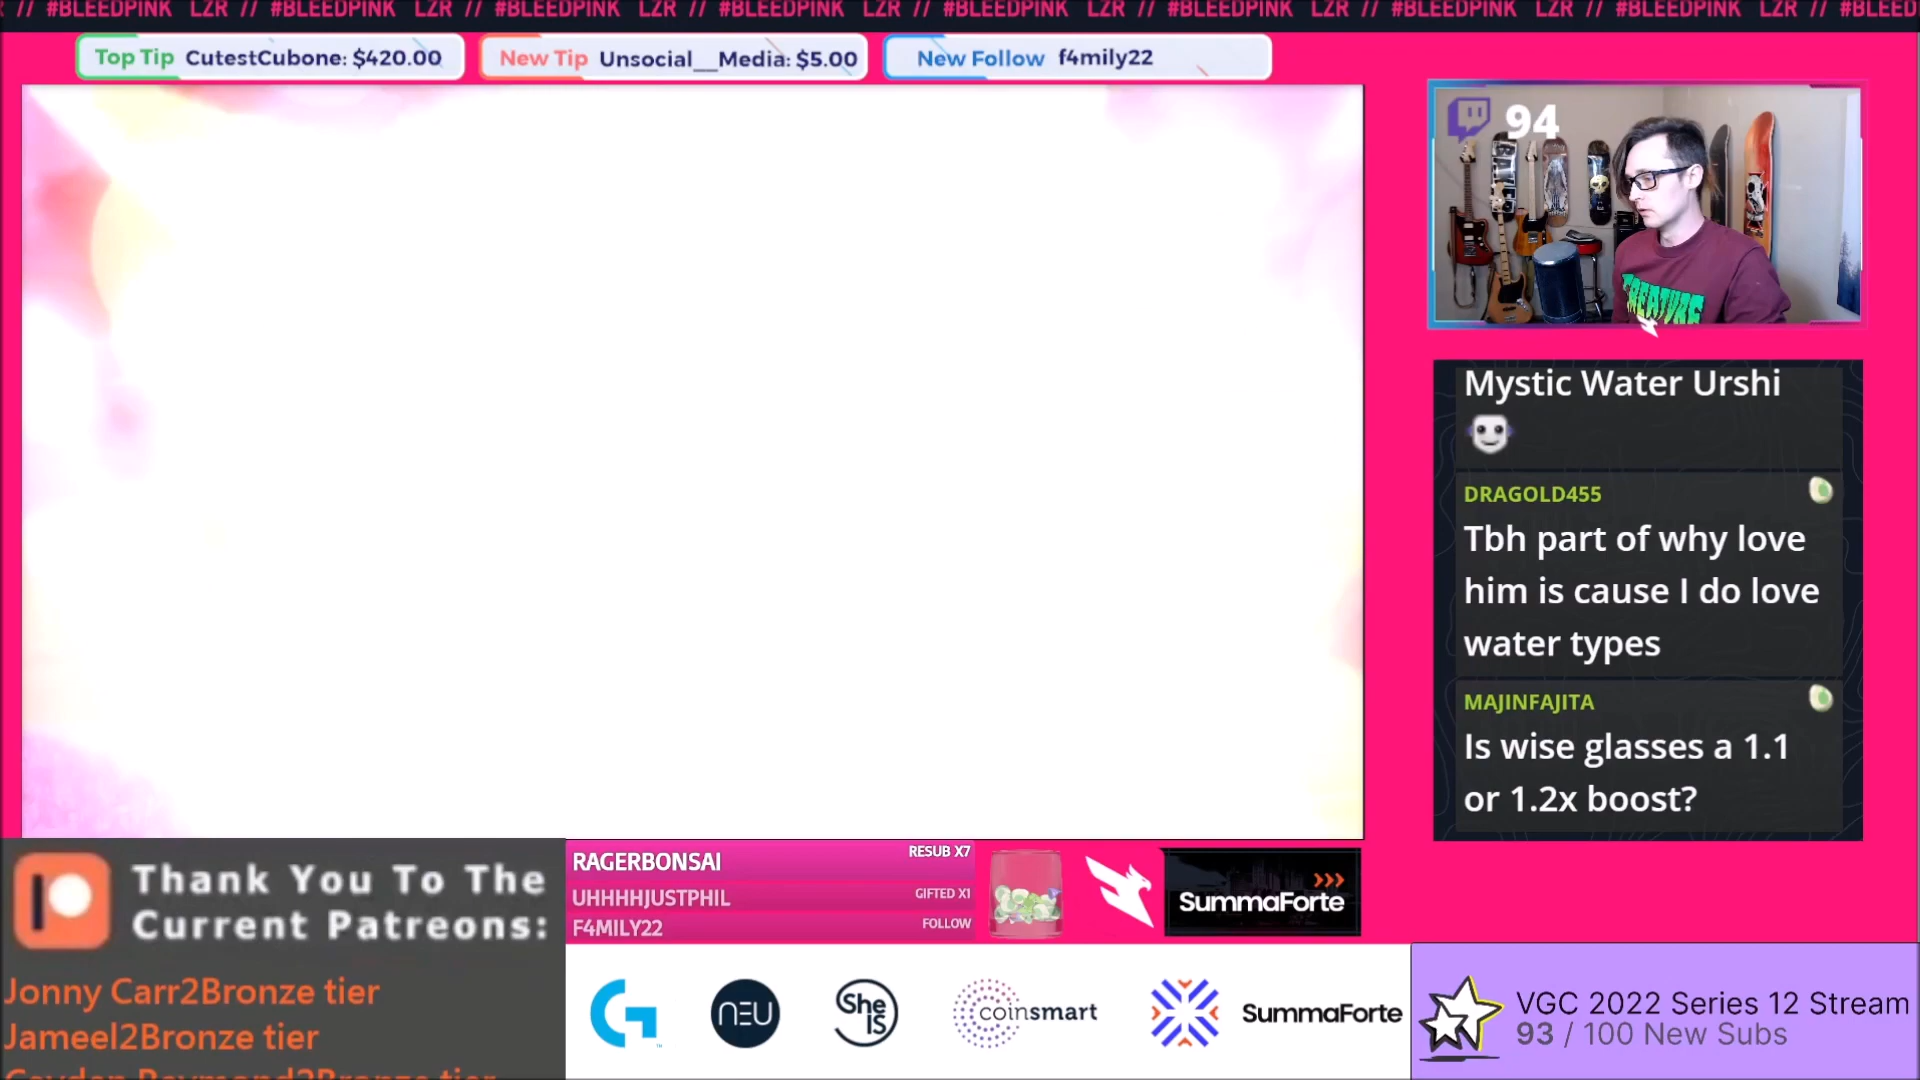 // #BLEEDPINK LZR // #BLEEDPINK LZR // #BLEEDPINK LZR // #BLEEDPINK LZR // #BLEEDPINK LZR // #BLEEDPINK LZR // #BLEEDPINK LZR // #BLEEDPINK LZR // #BLEED
Top Tip CutestCubone: $420.00
New Tip Unsocial__Media: $5.00
New Follow f4mily22
94
CREATURE
Mystic Water Urshi
DRAGOLD455
Tbh part of why love
him is cause I do love
water types
MAJINFAJITA
Is wise glasses a 1.1
or 1.2x boost?
Thank You To The
Current Patreons:
Jonny Carr2Bronze tier
Jameel2Bronze tier
RAGERBONSAI RESUB X7
UHHHHJUSTPHIL GIFTED X1
F4MILY22 FOLLOW
SummaForte
NEU
She IS
coinsmart
SummaForte
VGC 2022 Series 12 Stream
93 / 100 New Subs